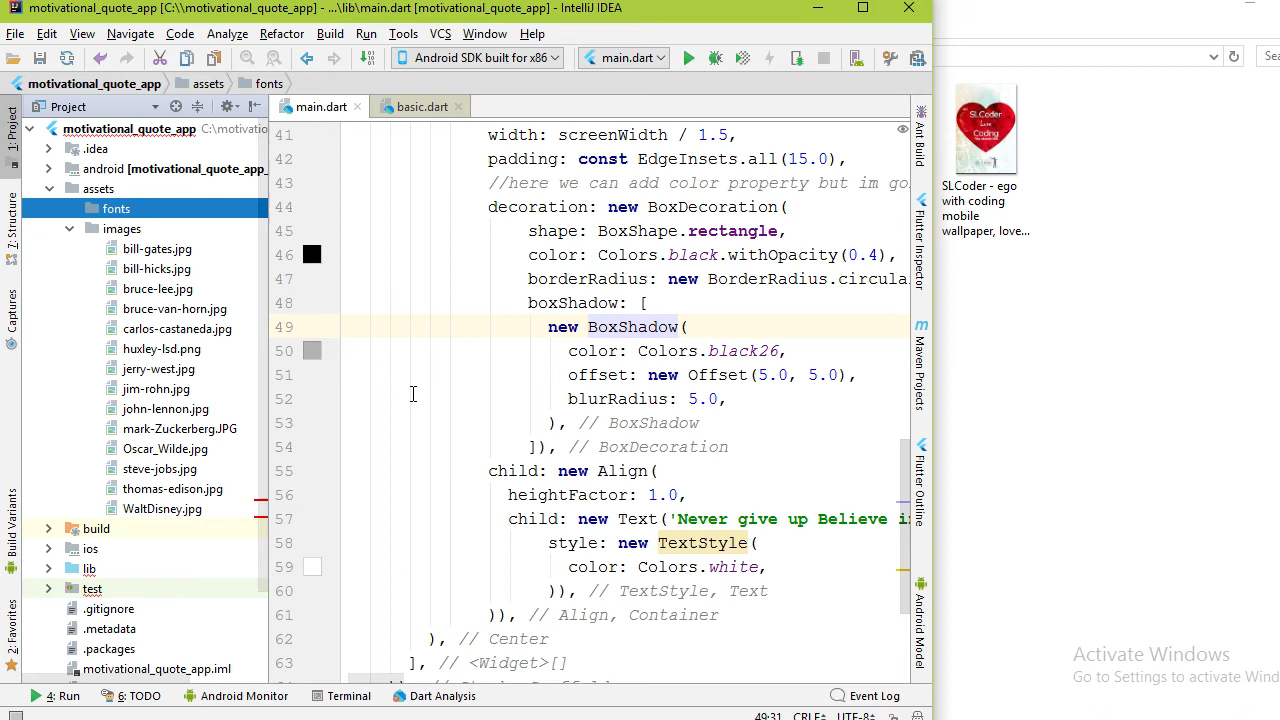 motivational_quote_app [C:\\motivational_quote_app] - ...\lib\main.dart [motivational_quote_app] - IntelliJ IDEA
File Edit View Navigate Code Analyze Refactor Build Run Tools VCS Window Help
Android SDK built for x86 main.dart
motivational_quote_app assets fonts
Project
main.dart
basic.dart
1: Project
7: Structure
Captures
Build Variants
2: Favorites
motivational_quote_app C:\motivatio
.idea
android [motivational_quote_app_
assets
fonts
images
bill-gates.jpg
bill-hicks.jpg
bruce-lee.jpg
bruce-van-horn.jpg
carlos-castaneda.jpg
huxley-lsd.png
jerry-west.jpg
jim-rohn.jpg
john-lennon.jpg
mark-Zuckerberg.JPG
Oscar_Wilde.jpg
steve-jobs.jpg
thomas-edison.jpg
WaltDisney.jpg
build
ios
lib
test
.gitignore
.metadata
.packages
motivational_quote_app.iml
41 width: screenWidth / 1.5,
42 padding: const EdgeInsets.all(15.0),
43 //here we can add color property but im go
44 decoration: new BoxDecoration(
45 shape: BoxShape.rectangle,
46 color: Colors.black.withOpacity(0.4),
47 borderRadius: new BorderRadius.circula
48 boxShadow: [
49 new BoxShadow(
50 color: Colors.black26,
51 offset: new Offset(5.0, 5.0),
52 blurRadius: 5.0,
53 ), // BoxShadow
54 ]), // BoxDecoration
55 child: new Align(
56 heightFactor: 1.0,
57 child: new Text('Never give up Believe i
58 style: new TextStyle(
59 color: Colors.white,
60 )), // TextStyle, Text
61 )), // Align, Container
62 ), // Center
63 ], // <Widget>[]
Ant Build
Flutter Inspector
Maven Projects
Flutter Outline
Android Model
4: Run
6: TODO
Android Monitor
Terminal
Dart Analysis
Event Log
49:31 CRLF UTF-8
Sea
SLCoder
Live
Coding
SLCoder - ego
with coding
mobile
wallpaper, love...
Activate Windows
Go to Settings to activate Wind